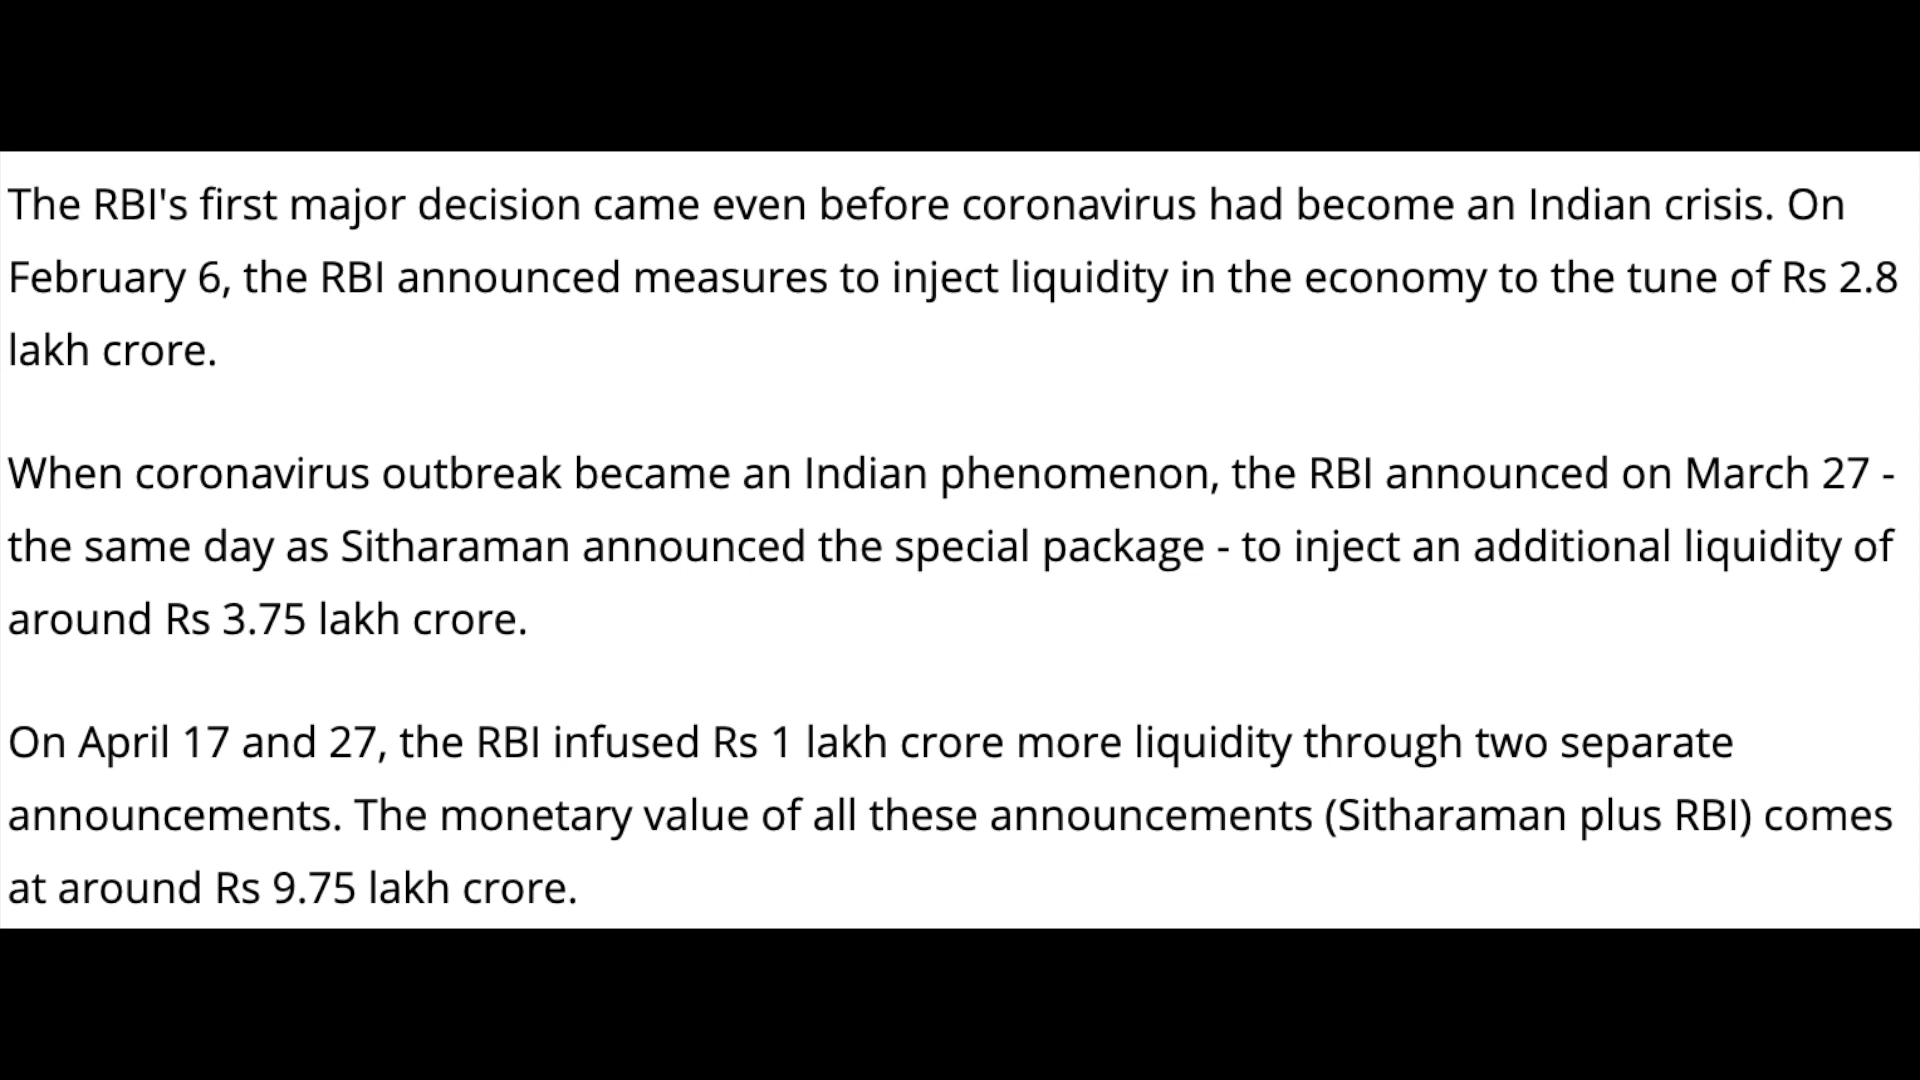 The RBI's first major decision came even before coronavirus had become an Indian crisis. On
February 6, the RBI announced measures to inject liquidity in the economy to the tune of Rs 2.8
lakh crore.
When coronavirus outbreak became an Indian phenomenon, the RBI announced on March 27 -
the same day as Sitharaman announced the special package - to inject an additional liquidity of
around Rs 3.75 lakh crore.
On April 17 and 27, the RBI infused Rs 1 lakh crore more liquidity through two separate
announcements. The monetary value of all these announcements (Sitharaman plus RBI) comes
at around Rs 9.75 lakh crore.